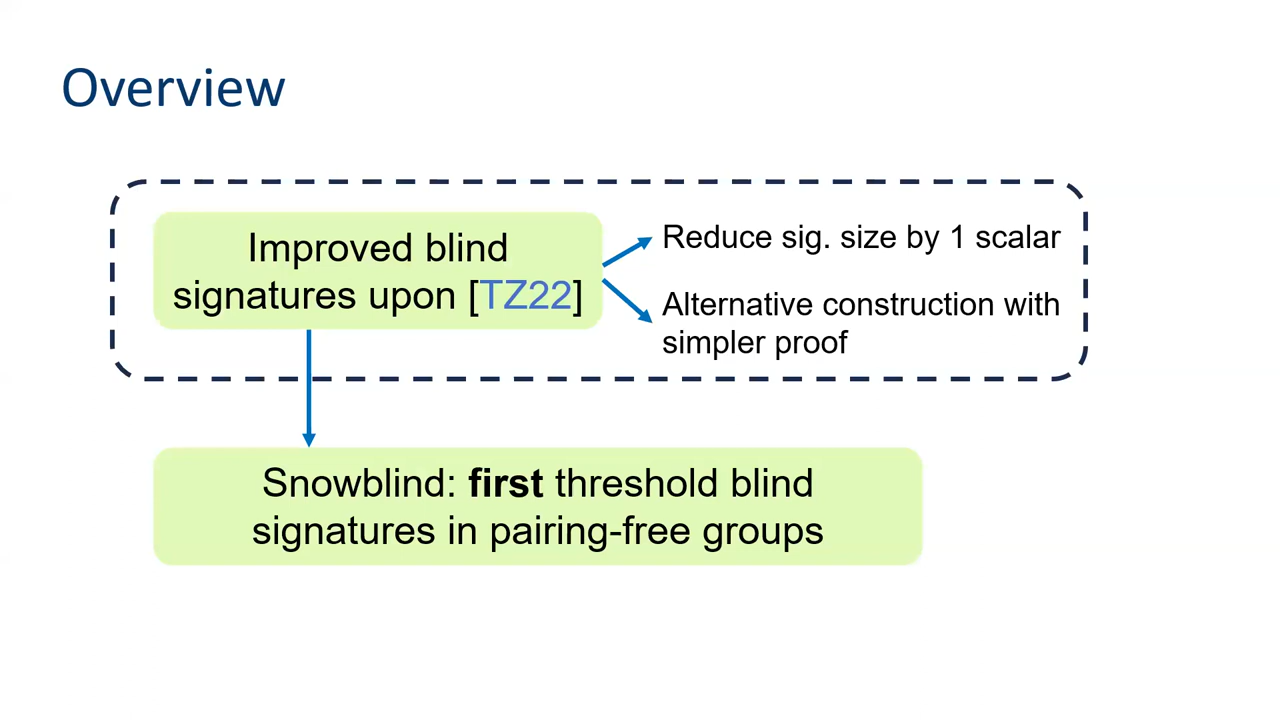 Overview
Improved blind
signatures upon [TZ22]
Reduce sig. size by 1 scalar
Alternative construction with
simpler proof
Snowblind: first threshold blind
signatures in pairing-free groups